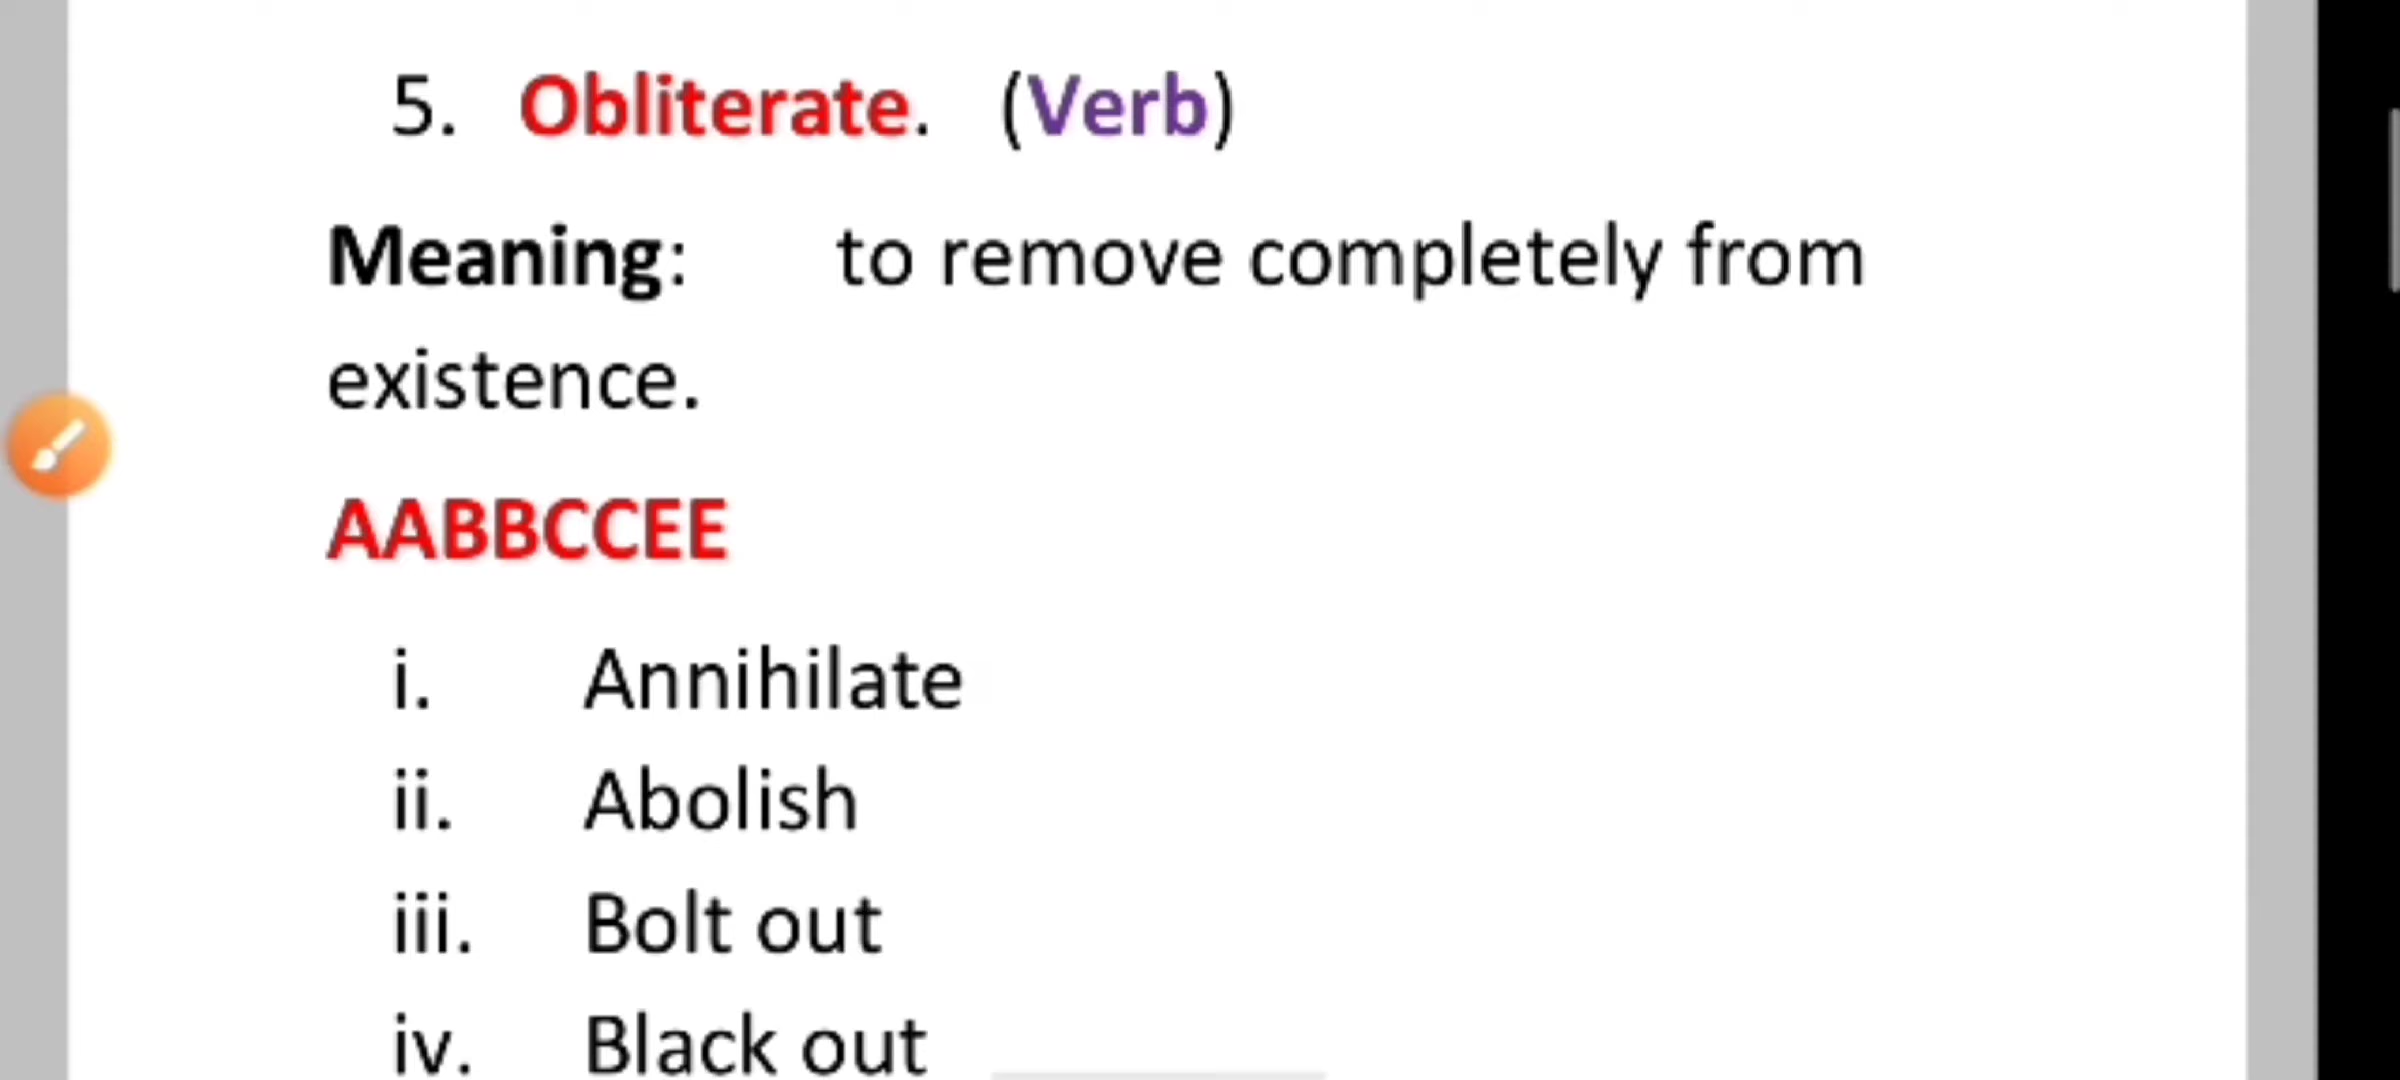 5. Obliterate. (Verb)
Meaning: to remove completely from
existence.
AABBCCEE
i. Annihilate
ii. Abolish
iii. Bolt out
iv. Black out